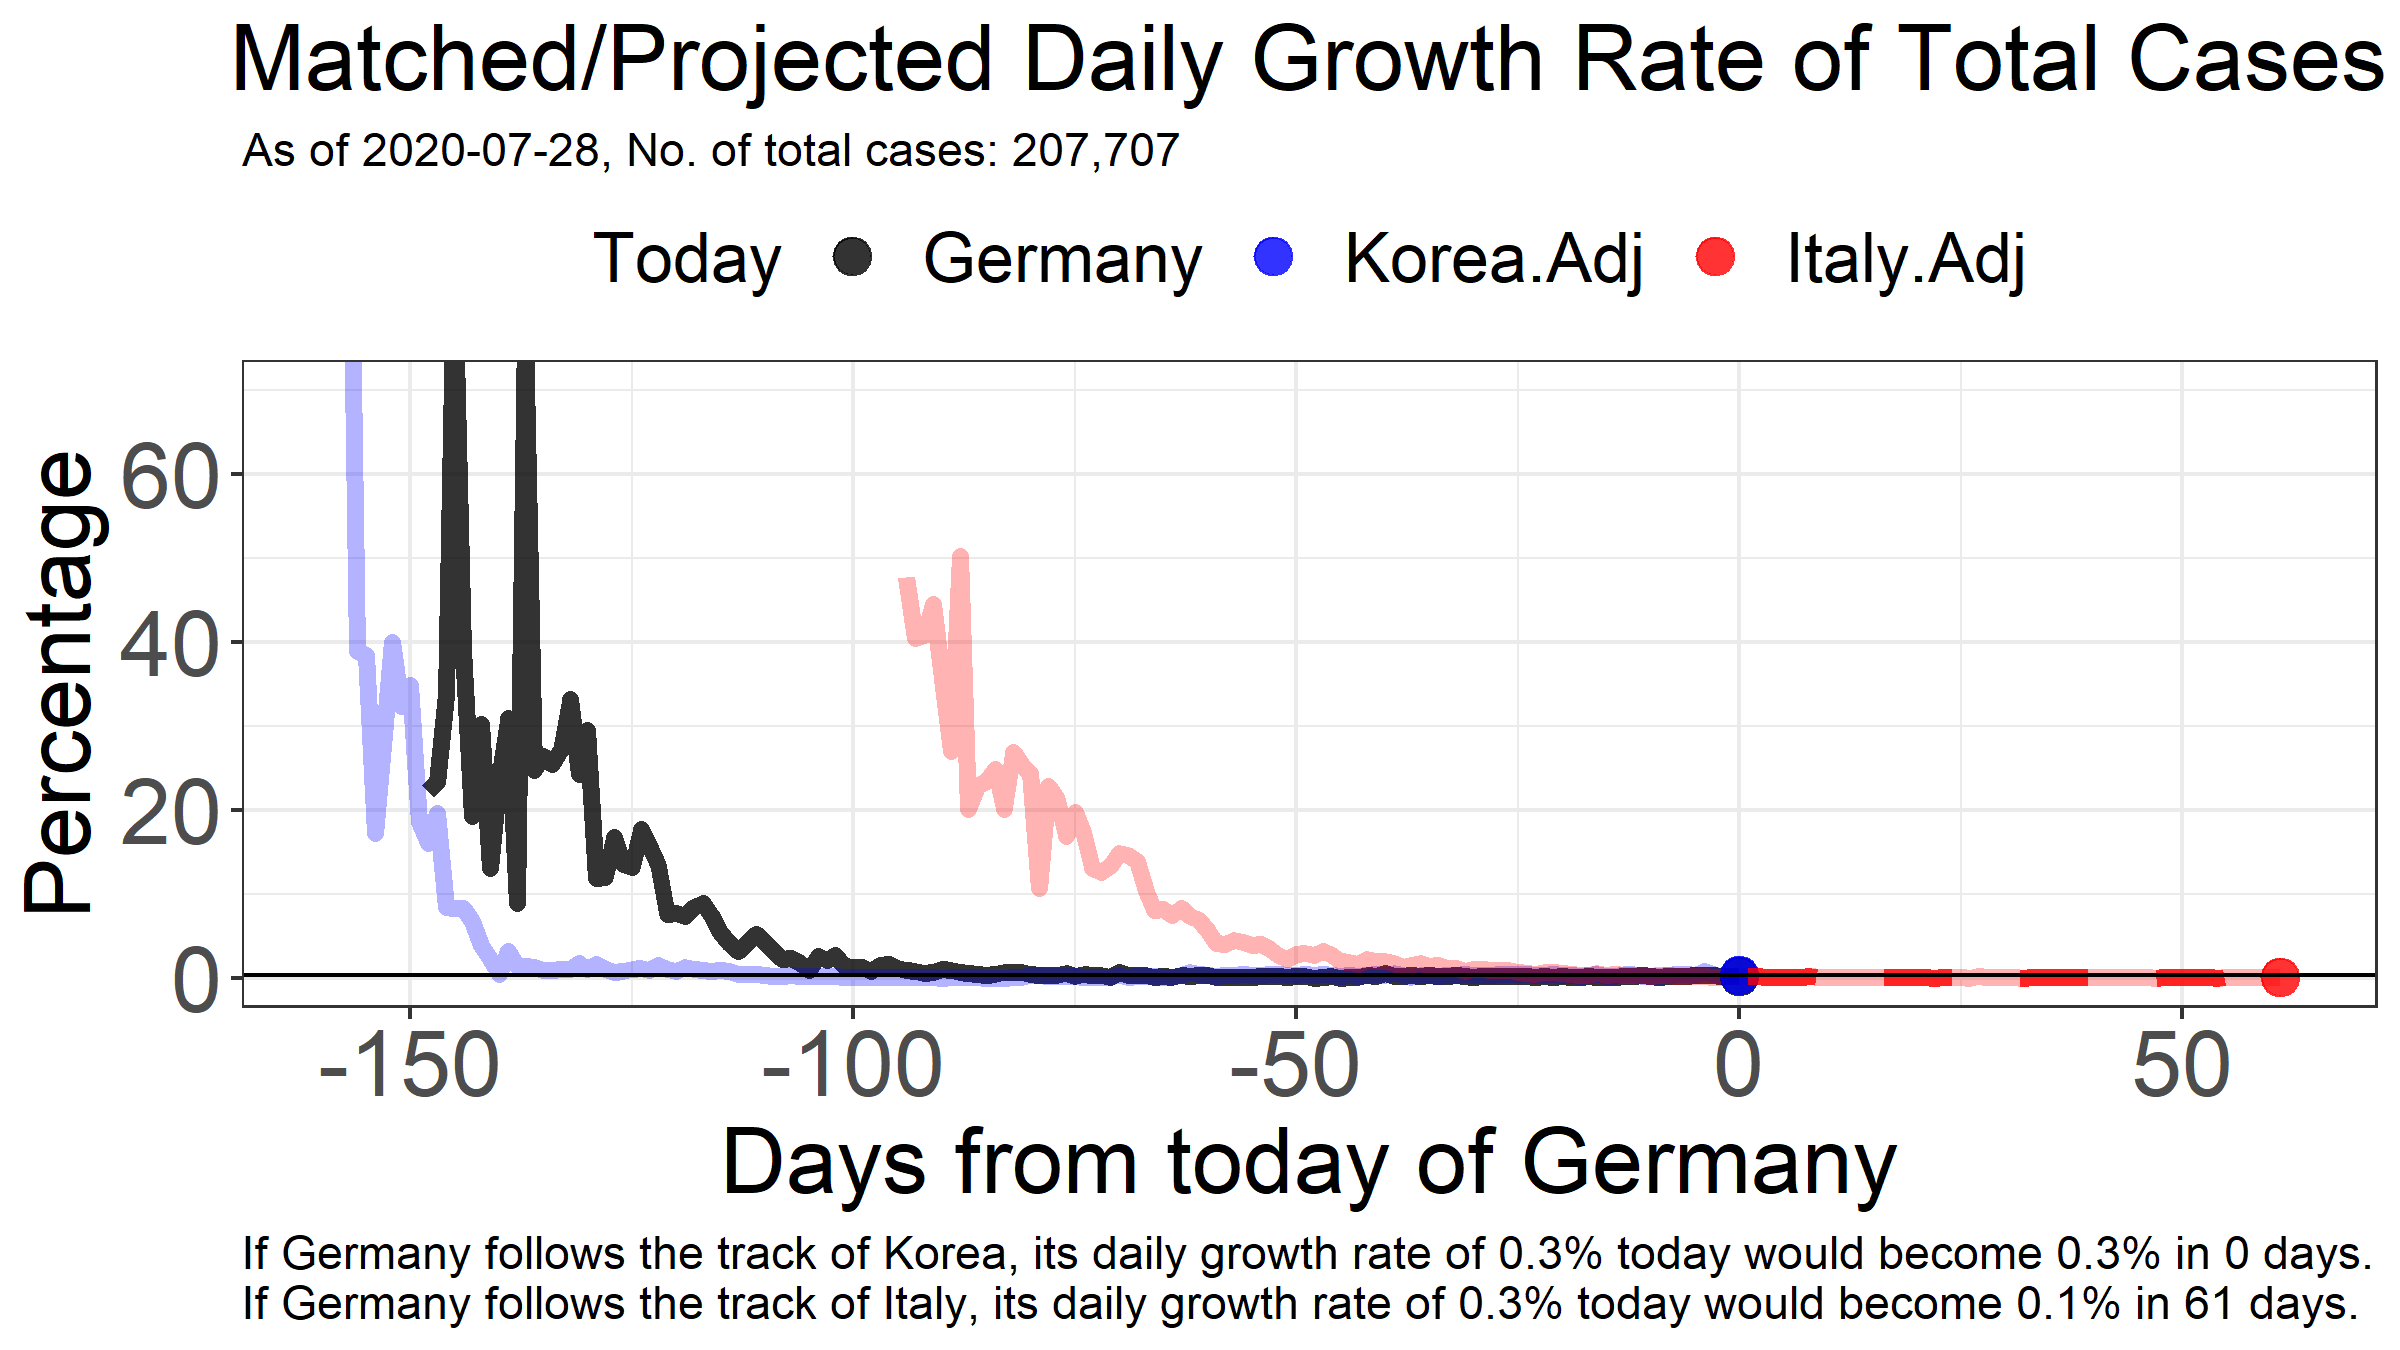 Matched/Projected Daily Growth Rate of Total Cases
As of 2020-07-28, No. of total cases: 207,707
Today Germany Korea.Adj Italy.Adj
Percentage
60
40
20
0
-150 -100 -50 0 50
Days from today of Germany
If Germany follows the track of Korea, its daily growth rate of 0.3% today would become 0.3% in 0 days.
If Germany follows the track of Italy, its daily growth rate of 0.3% today would become 0.1% in 61 days.